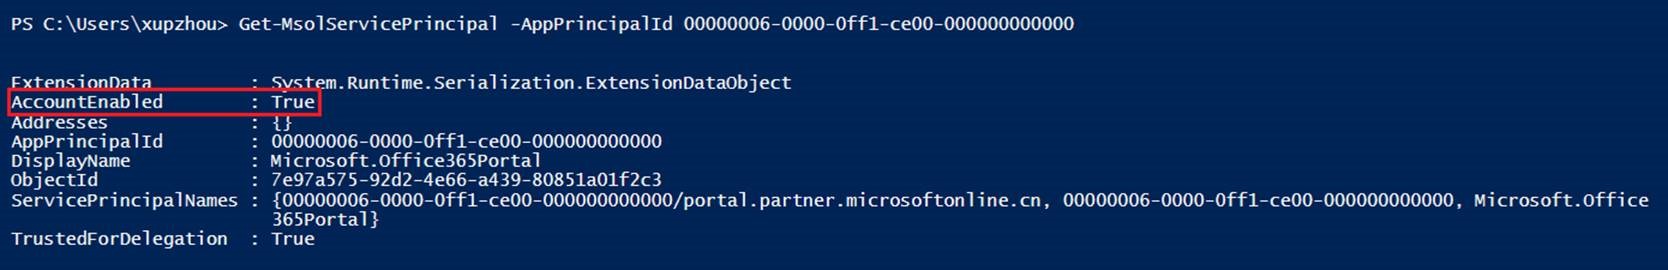 PS C:\Users\xupzhou> Get-MsolServicePrincipal -AppPrincipalId 00000006-0000-0ff1-ce00-000000000000
ExtensionData : System.Runtime.Serialization.ExtensionDataObject
AccountEnabled : True
Addresses : {}
AppPrincipalId : 00000006-0000-0ff1-ce00-000000000000
DisplayName : Microsoft.Office365Portal
ObjectId : 7e97a575-92d2-4e66-a439-80851a01f2c3
ServicePrincipalNames : {00000006-0000-0ff1-ce00-000000000000/portal.partner.microsoftonline.cn, 00000006-0000-0ff1-ce00-000000000000, Microsoft.Office
365Portal}
TrustedForDelegation : True